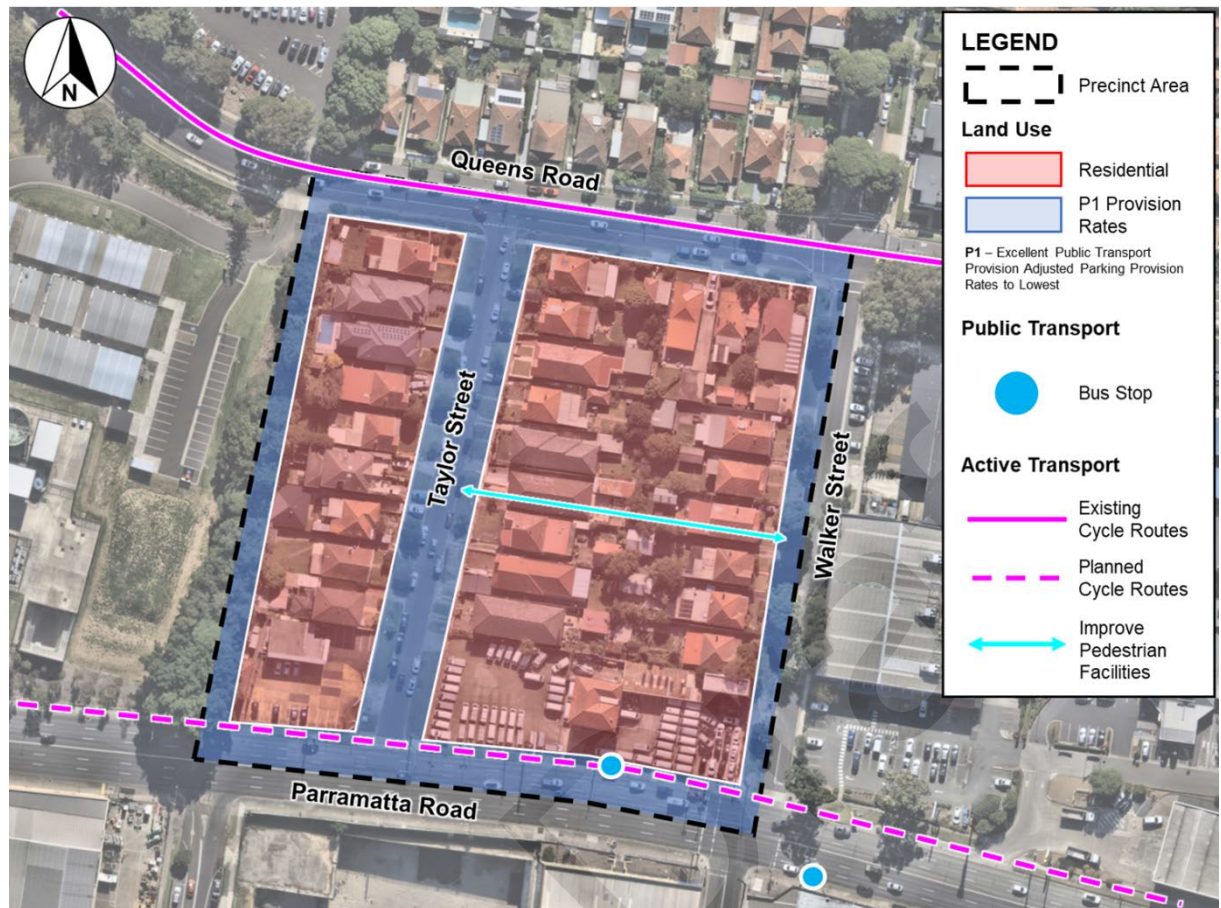 N
Queens Road
Taylor Street
Walker Street
Parramatta Road
LEGEND
Precinct Area
Land Use
Residential
P1 Provision
Rates
P1 – Excellent Public Transport
Provision Adjusted Parking Provision
Rates to Lowest
Public Transport
Bus Stop
Active Transport
Existing
Cycle Routes
Planned
Cycle Routes
Improve
Pedestrian
Facilities